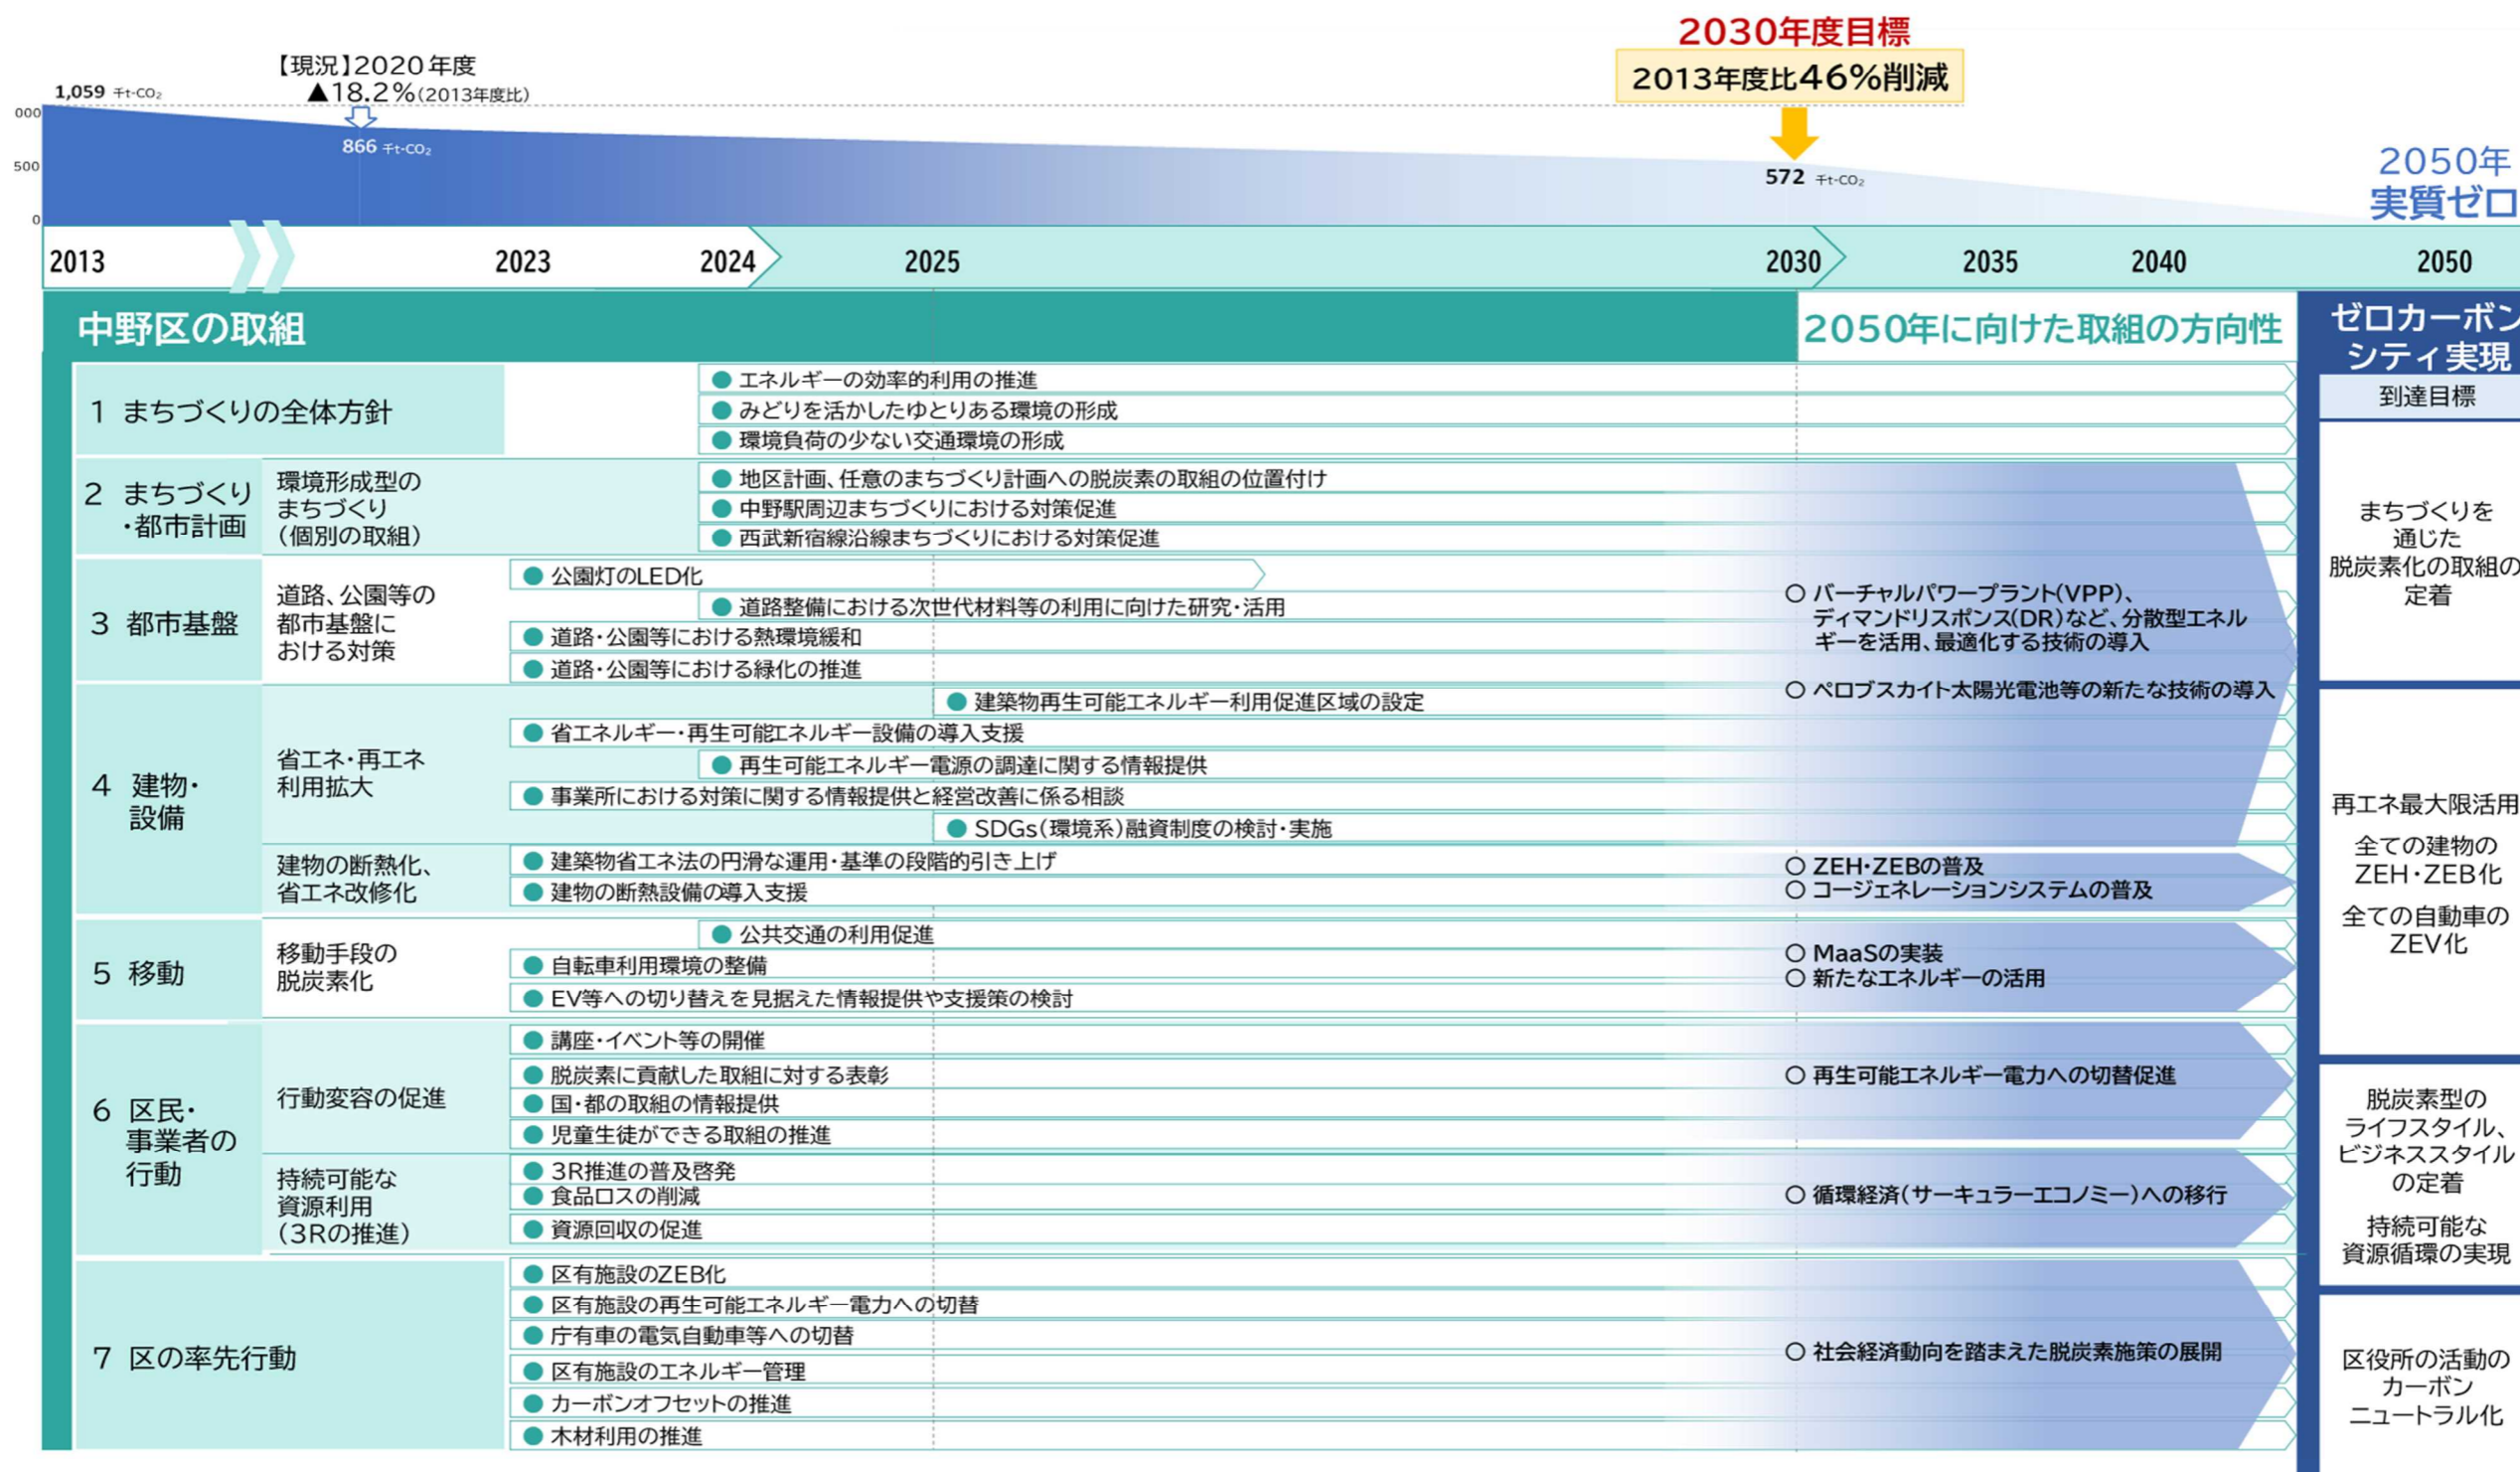 2030年度目標
2013年度比46%削減
【現況】2020年度
▲18.2%(2013年度比)
1,059 千t-CO₂
866 千t-CO₂
572 千t-CO₂
000
500
0
2050年
実質ゼロ
2013
2023
2024
2025
2030
2035
2040
2050
中野区の取組
2050年に向けた取組の方向性
ゼロカーボン
シティ実現
到達目標
1 まちづくりの全体方針
● エネルギーの効率的利用の推進
● みどりを活かしたゆとりある環境の形成
● 環境負荷の少ない交通環境の形成
2 まちづくり
・都市計画
環境形成型の
まちづくり
(個別の取組)
● 地区計画、任意のまちづくり計画への脱炭素の取組の位置付け
● 中野駅周辺まちづくりにおける対策促進
● 西武新宿線沿線まちづくりにおける対策促進
3 都市基盤
道路、公園等の
都市基盤に
おける対策
● 公園灯のLED化
● 道路整備における次世代材料等の利用に向けた研究・活用
● 道路・公園等における熱環境緩和
● 道路・公園等における緑化の推進
○ バーチャルパワープラント(VPP)、
ディマンドリスポンス(DR)など、分散型エネル
ギーを活用、最適化する技術の導入
○ ペロブスカイト太陽光電池等の新たな技術の導入
まちづくりを
通じた
脱炭素化の取組の
定着
4 建物・
設備
省エネ・再エネ
利用拡大
● 建築物再生可能エネルギー利用促進区域の設定
● 省エネルギー・再生可能エネルギー設備の導入支援
● 再生可能エネルギー電源の調達に関する情報提供
● 事業所における対策に関する情報提供と経営改善に係る相談
● SDGs(環境系)融資制度の検討・実施
建物の断熱化、
省エネ改修化
● 建築物省エネ法の円滑な運用・基準の段階的引き上げ
● 建物の断熱設備の導入支援
○ ZEH・ZEBの普及
○ コージェネレーションシステムの普及
再エネ最大限活用
全ての建物の
ZEH・ZEB化
全ての自動車の
ZEV化
5 移動
移動手段の
脱炭素化
● 公共交通の利用促進
● 自転車利用環境の整備
● EV等への切り替えを見据えた情報提供や支援策の検討
○ MaaSの実装
○ 新たなエネルギーの活用
6 区民・
事業者の
行動
行動変容の促進
● 講座・イベント等の開催
● 脱炭素に貢献した取組に対する表彰
● 国・都の取組の情報提供
● 児童生徒ができる取組の推進
○ 再生可能エネルギー電力への切替促進
持続可能な
資源利用
(3Rの推進)
● 3R推進の普及啓発
● 食品ロスの削減
● 資源回収の促進
○ 循環経済(サーキュラーエコノミー)への移行
脱炭素型の
ライフスタイル、
ビジネススタイル
の定着
持続可能な
資源循環の実現
7 区の率先行動
● 区有施設のZEB化
● 区有施設の再生可能エネルギー電力への切替
● 庁有車の電気自動車等への切替
● 区有施設のエネルギー管理
● カーボンオフセットの推進
● 木材利用の推進
○ 社会経済動向を踏まえた脱炭素施策の展開
区役所の活動の
カーボン
ニュートラル化